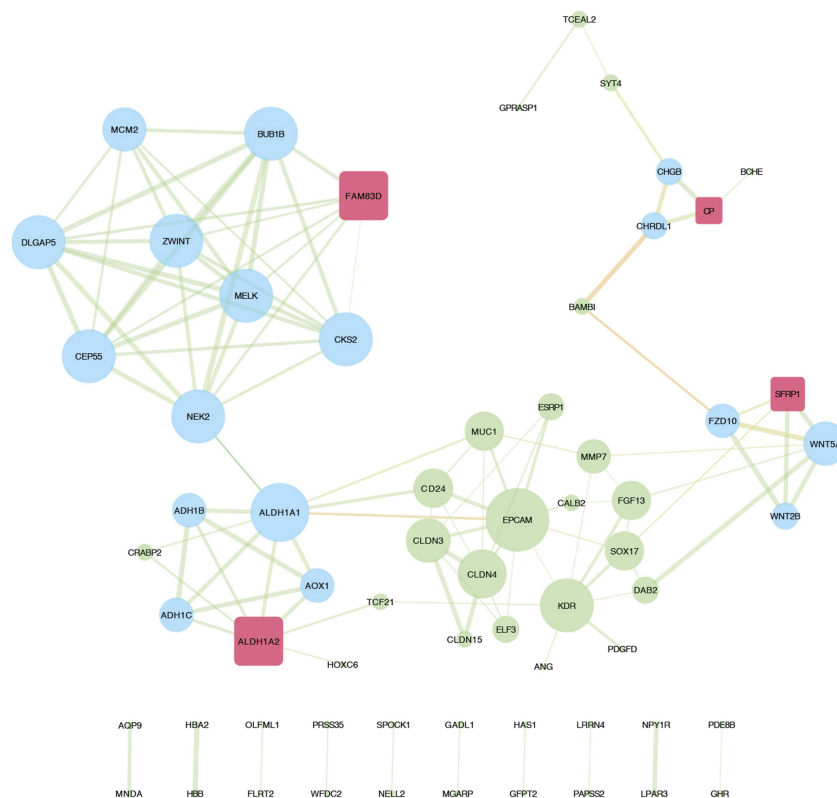 TCEAL2
SYT4
GPRASP1
MCM2
BUB1B
CHGB
BCHE
FAM83D
CP
CHRDL1
DLGAP5
ZWINT
MELK
BAMBI
CKS2
CEP55
SFRP1
NEK2
ESRP1
FZD10
MUC1
WNT5A
MMP7
CD24
ADH1B
ALDH1A1
CALB2
FGF13
EPCAM
WNT2B
CLDN3
CRABP2
SOX17
CLDN4
AOX1
DAB2
TCF21
KDR
ADH1C
ELF3
ALDH1A2
CLDN15
PDGFD
HOXC6
ANG
AQP9 HBA2 OLFML1 PRSS35 SPOCK1 GADL1 HAS1 LRRN4 NPY1R PDE8B
MNDA HBB FLRT2 WFDC2 NELL2 MGARP GFPT2 PAPSS2 LPAR3 GHR